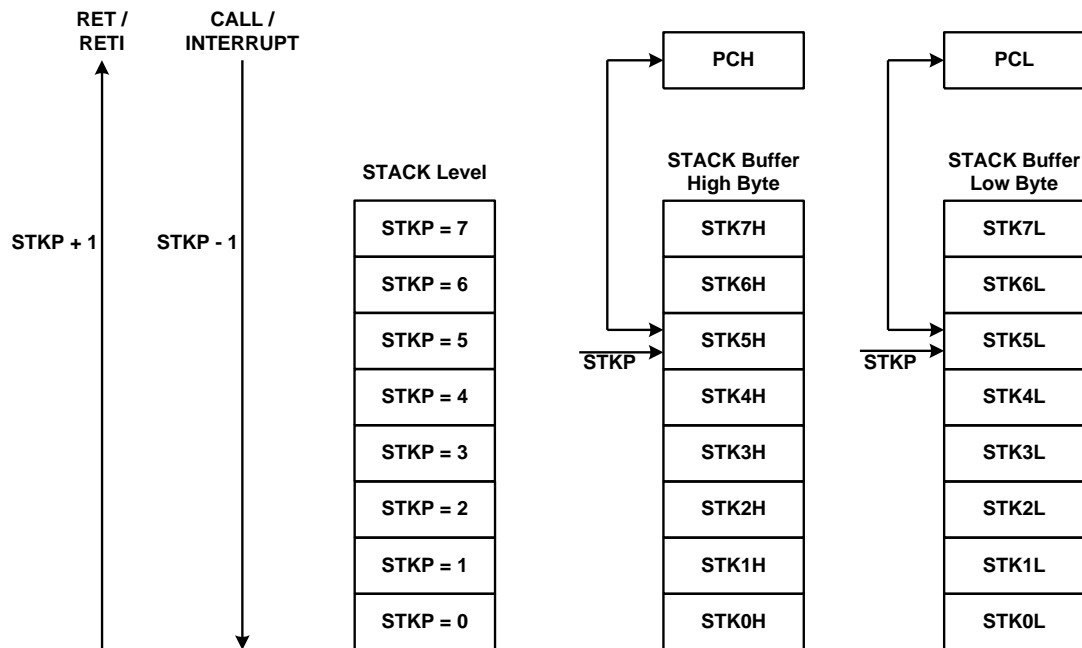 RET /
RETI
CALL /
INTERRUPT
PCH
PCL
STACK Level
STACK Buffer
High Byte
STACK Buffer
Low Byte
STKP + 1
STKP - 1
STKP = 7
STKP = 6
STKP = 5
STKP = 4
STKP = 3
STKP = 2
STKP = 1
STKP = 0
STKP
STK7H
STK6H
STK5H
STK4H
STK3H
STK2H
STK1H
STK0H
STKP
STK7L
STK6L
STK5L
STK4L
STK3L
STK2L
STK1L
STK0L